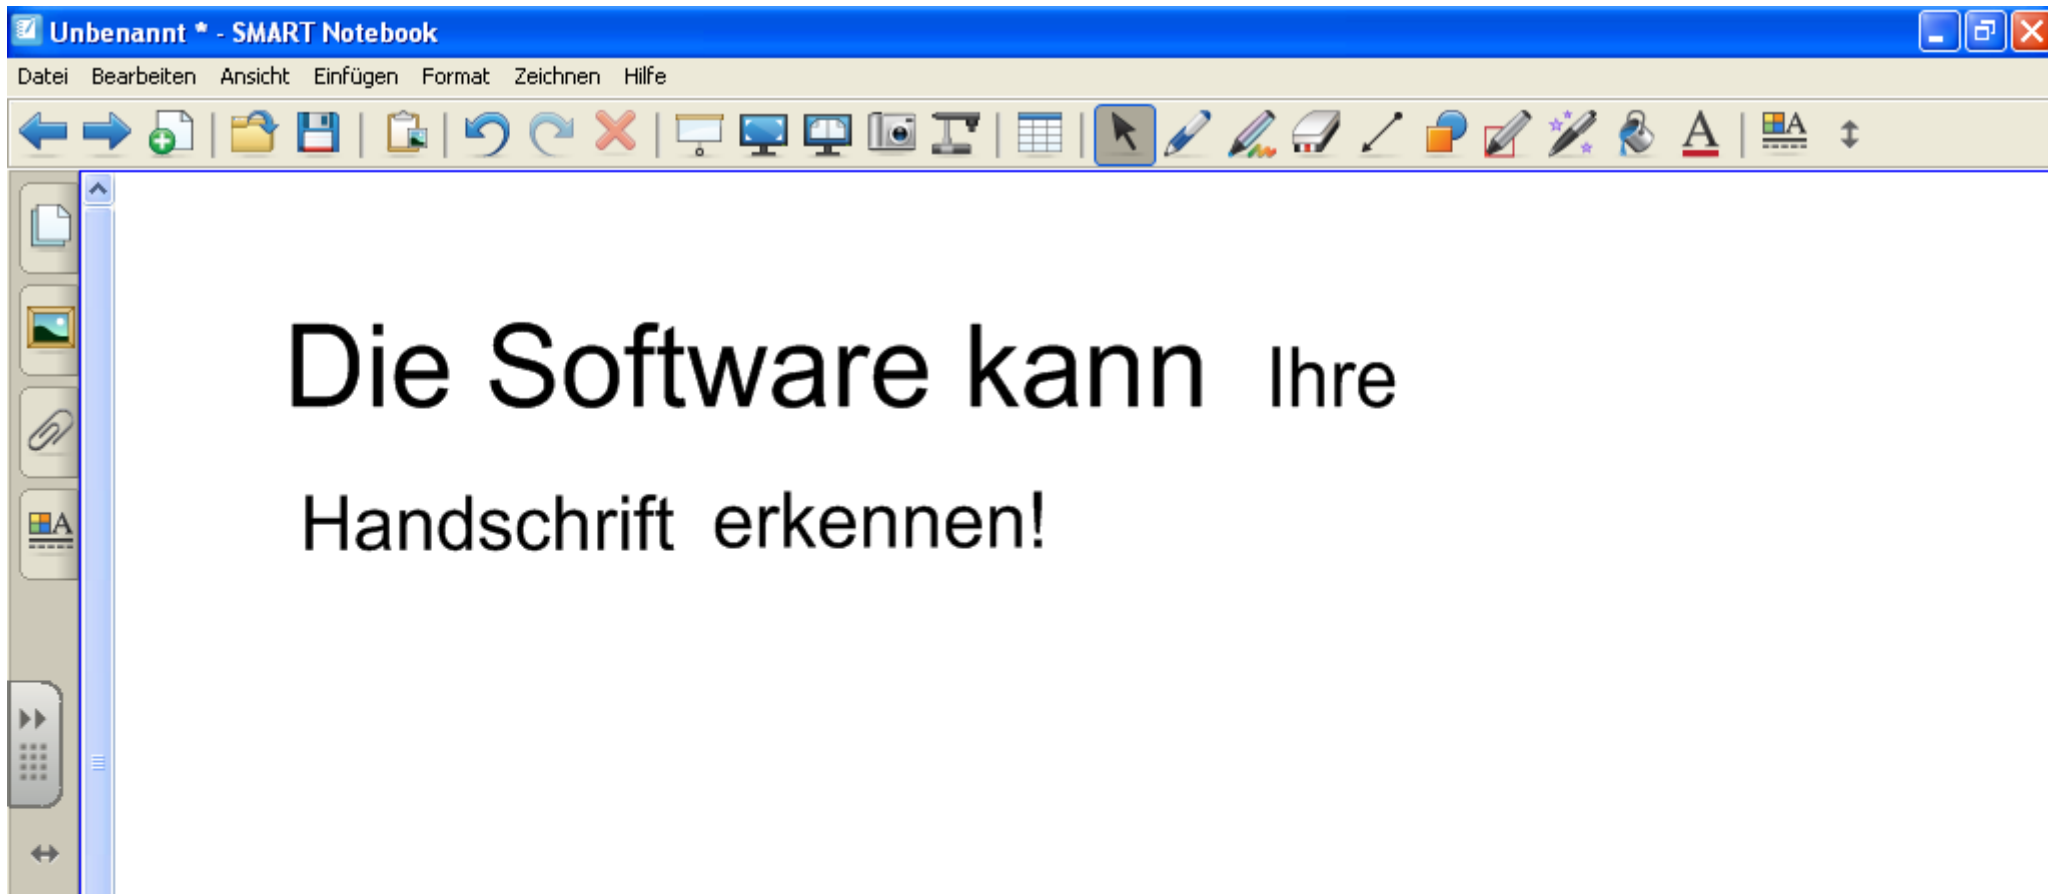 Unbenannt * - SMART Notebook
Datei Bearbeiten Ansicht Einfügen Format Zeichnen Hilfe
Die Software kann Ihre
Handschrift erkennen!